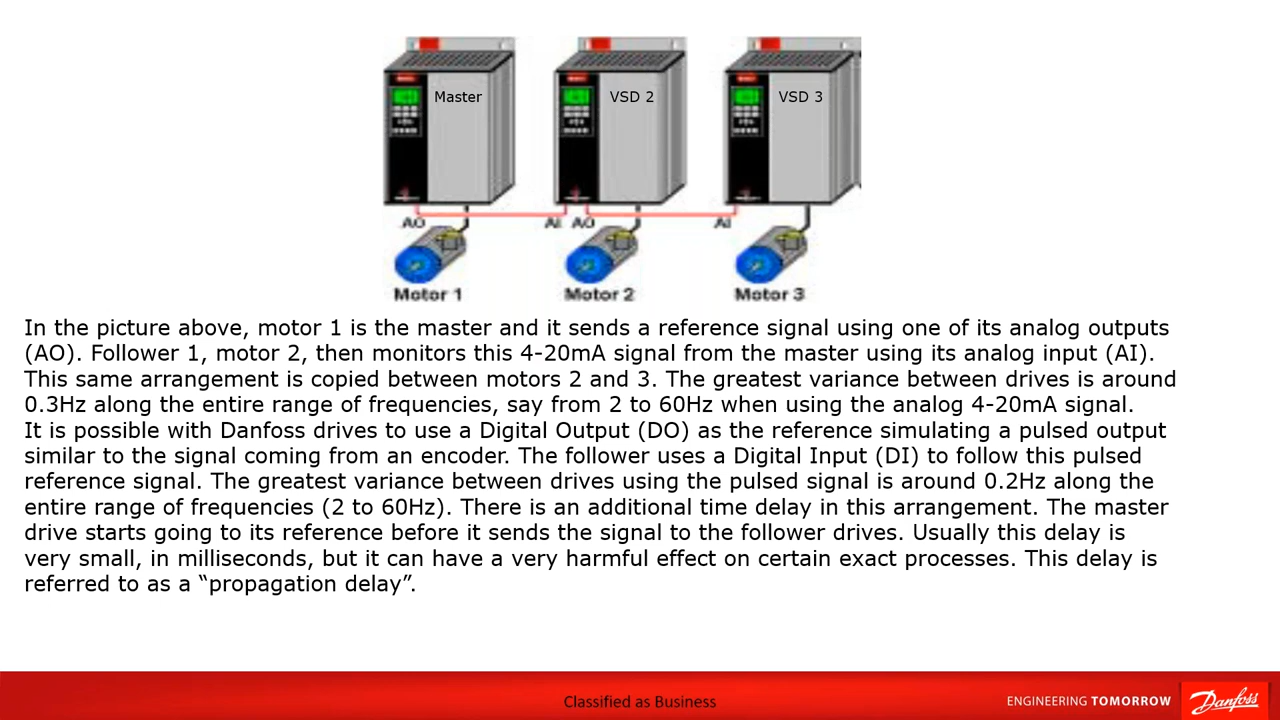 Master
VSD 2
VSD 3
AO
AI
AO
AI
Motor 1
Motor 2
Motor 3
In the picture above, motor 1 is the master and it sends a reference signal using one of its analog outputs
(AO). Follower 1, motor 2, then monitors this 4-20mA signal from the master using its analog input (AI).
This same arrangement is copied between motors 2 and 3. The greatest variance between drives is around
0.3Hz along the entire range of frequencies, say from 2 to 60Hz when using the analog 4-20mA signal.
It is possible with Danfoss drives to use a Digital Output (DO) as the reference simulating a pulsed output
similar to the signal coming from an encoder. The follower uses a Digital Input (DI) to follow this pulsed
reference signal. The greatest variance between drives using the pulsed signal is around 0.2Hz along the
entire range of frequencies (2 to 60Hz). There is an additional time delay in this arrangement. The master
drive starts going to its reference before it sends the signal to the follower drives. Usually this delay is
very small, in milliseconds, but it can have a very harmful effect on certain exact processes. This delay is
referred to as a “propagation delay”.
Classified as Business
ENGINEERING TOMORROW
Danfoss